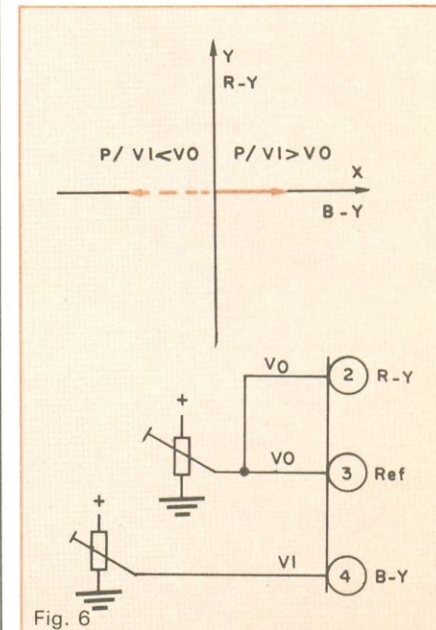 Y
R-Y
P/ VI<VO P/ VI>VO
X
B-Y
VO
2 R-Y
+
VO
3 Ref
+
VI
4 B-Y
Fig. 6